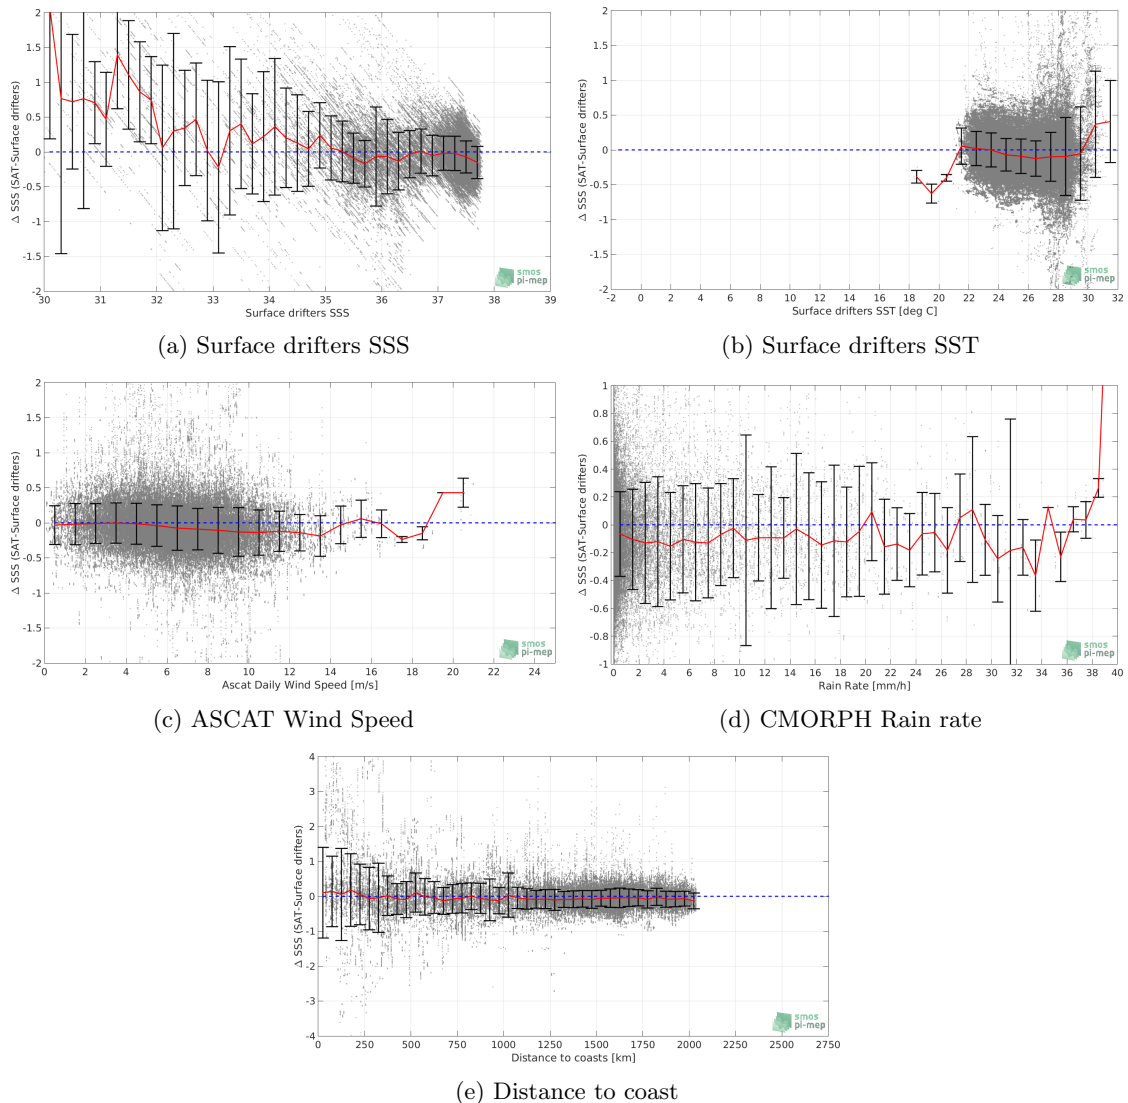 2
1.5
1
0.5
0
-0.5
-1
-1.5
-2
Δ SSS (SAT-Surface drifters)
30 31 32 33 34 35 36 37 38 39
Surface drifters SSS
smos
pi-mep
(a) Surface drifters SSS
2
1.5
1
0.5
0
-0.5
-1
-1.5
-2
Δ SSS (SAT-Surface drifters)
-2 0 2 4 6 8 10 12 14 16 18 20 22 24 26 28 30 32
Surface drifters SST [deg C]
smos
pi-mep
(b) Surface drifters SST
2
1.5
1
0.5
0
-0.5
-1
-1.5
-2
Δ SSS (SAT-Surface drifters)
0 2 4 6 8 10 12 14 16 18 20 22 24
Ascat Daily Wind Speed [m/s]
smos
pi-mep
(c) ASCAT Wind Speed
1
0.8
0.6
0.4
0.2
0
-0.2
-0.4
-0.6
-0.8
-1
Δ SSS (SAT-Surface drifters)
0 2 4 6 8 10 12 14 16 18 20 22 24 26 28 30 32 34 36 38 40
Rain Rate [mm/h]
smos
pi-mep
(d) CMORPH Rain rate
4
3
2
1
0
-1
-2
-3
-4
Δ SSS (SAT-Surface drifters)
0 250 500 750 1000 1250 1500 1750 2000 2250 2500 2750
Distance to coasts [km]
smos
pi-mep
(e) Distance to coast